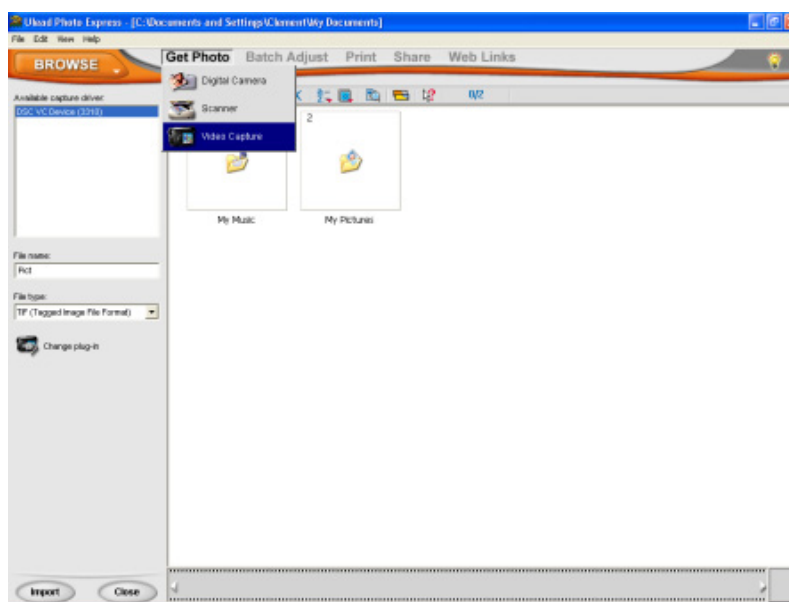 Ulead Photo Express - [C:\Documents and Settings\Clement\My Documents]
File Edit View Help
BROWSE
Get Photo Batch Adjust Print Share Web Links
Digital Camera
Scanner
Video Capture
0/2
Available capture driver:
DSC VC Device (3310)
2
My Music
My Pictures
File name:
Pict
File type:
TIF (Tagged Image File Format)
Change plug-in
Import
Close